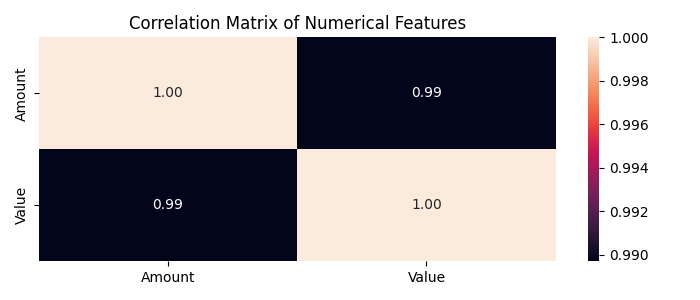 Correlation Matrix of Numerical Features
Amount
Value
1.00
0.99
0.99
1.00
Amount
Value
1.000
0.998
0.996
0.994
0.992
0.990